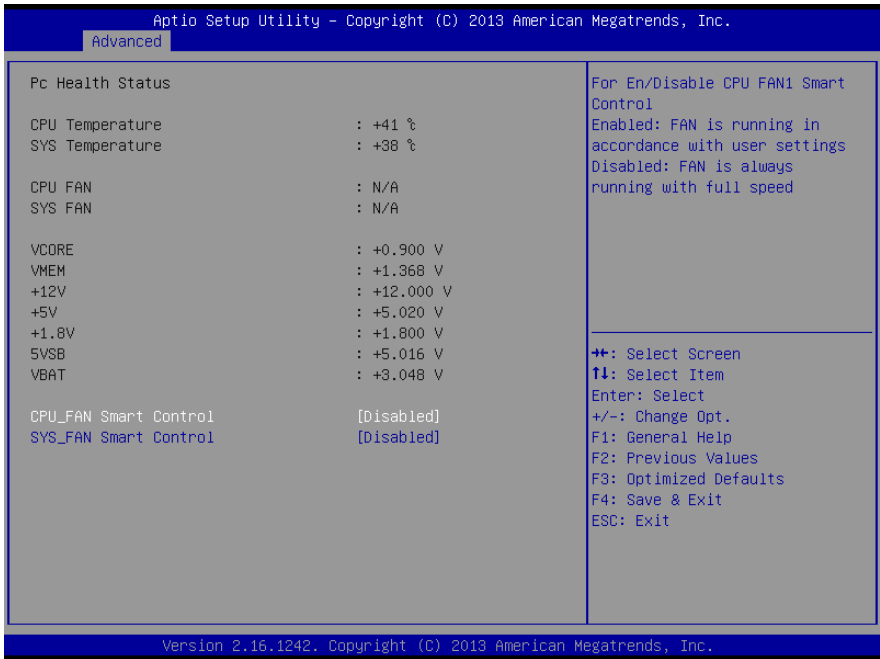 Aptio Setup Utility – Copyright (C) 2013 American Megatrends, Inc.
Advanced
Pc Health Status
CPU Temperature : +41 ℃
SYS Temperature : +38 ℃
CPU FAN : N/A
SYS FAN : N/A
VCORE : +0.900 V
VMEM : +1.368 V
+12V : +12.000 V
+5V : +5.020 V
+1.8V : +1.800 V
5VSB : +5.016 V
VBAT : +3.048 V
CPU_FAN Smart Control [Disabled]
SYS_FAN Smart Control [Disabled]
For En/Disable CPU FAN1 Smart
Control
Enabled: FAN is running in
accordance with user settings
Disabled: FAN is always
running with full speed
→←: Select Screen
↑↓: Select Item
Enter: Select
+/-: Change Opt.
F1: General Help
F2: Previous Values
F3: Optimized Defaults
F4: Save & Exit
ESC: Exit
Version 2.16.1242. Copyright (C) 2013 American Megatrends, Inc.